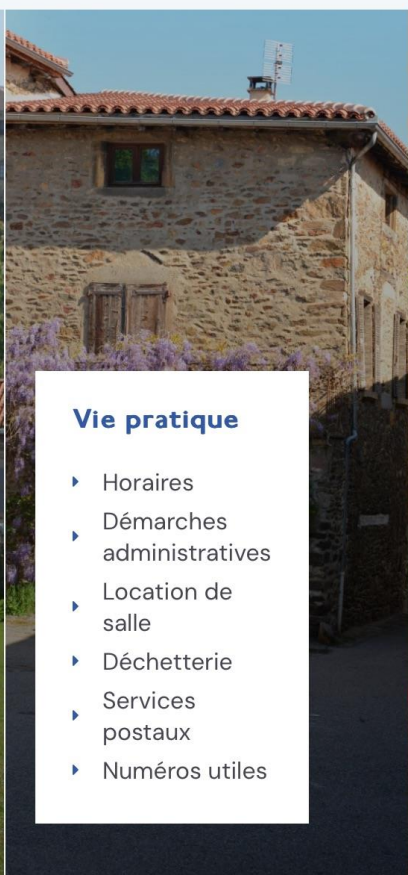 Vie pratique
Horaires
Démarches
administratives
Location de
salle
Déchetterie
Services
postaux
Numéros utiles